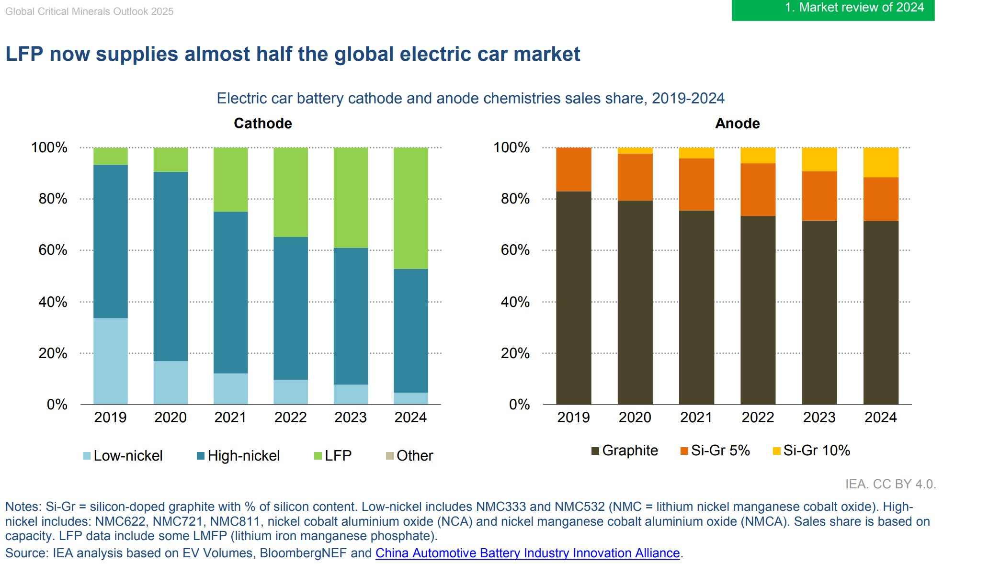 Global Critical Minerals Outlook 2025
1. Market review of 2024
LFP now supplies almost half the global electric car market
Electric car battery cathode and anode chemistries sales share, 2019-2024
Cathode
100%
80%
60%
40%
20%
0%
2019 2020 2021 2022 2023 2024
Low-nickel High-nickel LFP Other
Anode
100%
80%
60%
40%
20%
0%
2019 2020 2021 2022 2023 2024
Graphite Si-Gr 5% Si-Gr 10%
IEA. CC BY 4.0.
Notes: Si-Gr = silicon-doped graphite with % of silicon content. Low-nickel includes NMC333 and NMC532 (NMC = lithium nickel manganese cobalt oxide). High-
nickel includes: NMC622, NMC721, NMC811, nickel cobalt aluminium oxide (NCA) and nickel manganese cobalt aluminium oxide (NMCA). Sales share is based on
capacity. LFP data include some LMFP (lithium iron manganese phosphate).
Source: IEA analysis based on EV Volumes, BloombergNEF and China Automotive Battery Industry Innovation Alliance.